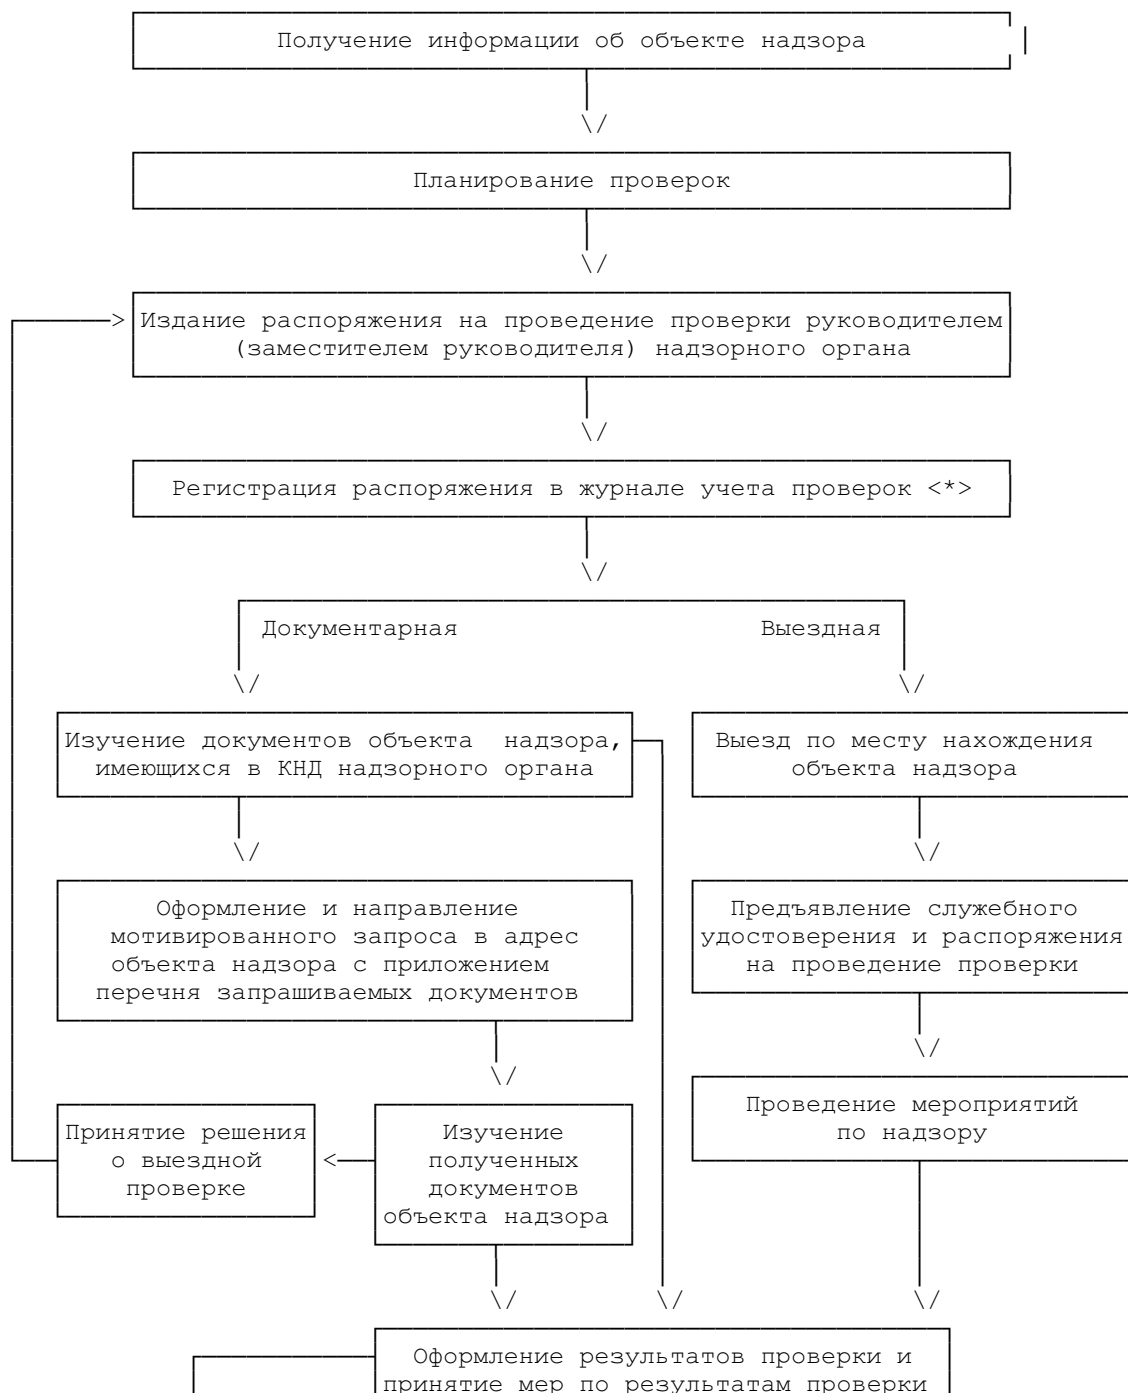 Получение информации об объекте надзора
Планирование проверок
Издание распоряжения на проведение проверки руководителем
(заместителем руководителя) надзорного органа
Регистрация распоряжения в журнале учета проверок <*>
Документарная
Выездная
Изучение документов объекта надзора,
имеющихся в КНД надзорного органа
Выезд по месту нахождения
объекта надзора
Оформление и направление
мотивированного запроса в адрес
объекта надзора с приложением
перечня запрашиваемых документов
Предъявление служебного
удостоверения и распоряжения
на проведение проверки
Принятие решения
о выездной
проверке
Изучение
полученных
документов
объекта надзора
Проведение мероприятий
по надзору
Оформление результатов проверки и
принятие мер по результатам проверки